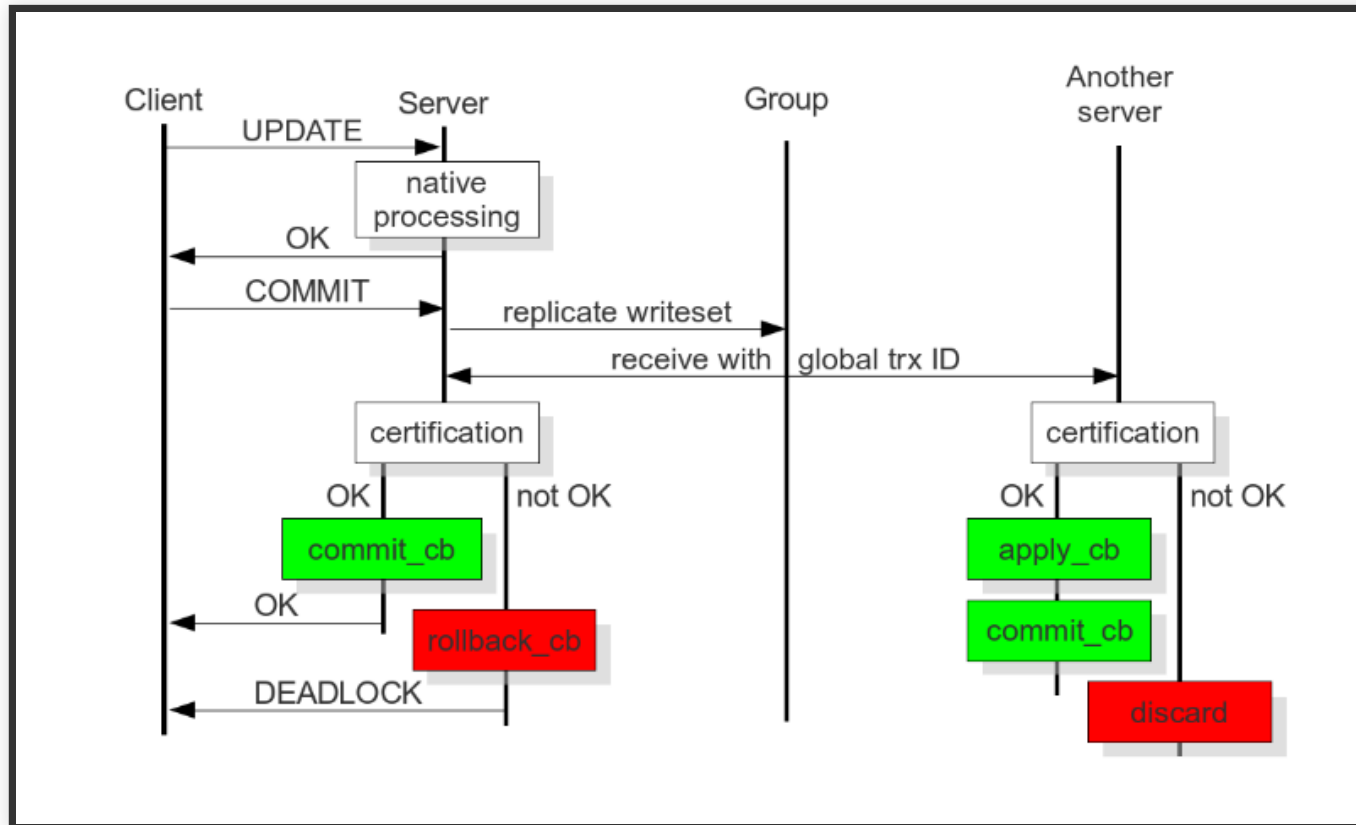 Client
Server
Group
Another
server
UPDATE
native
processing
OK
COMMIT
replicate writeset
receive with global trx ID
certification
certification
OK
not OK
OK
not OK
commit_cb
apply_cb
OK
rollback_cb
commit_cb
DEADLOCK
discard